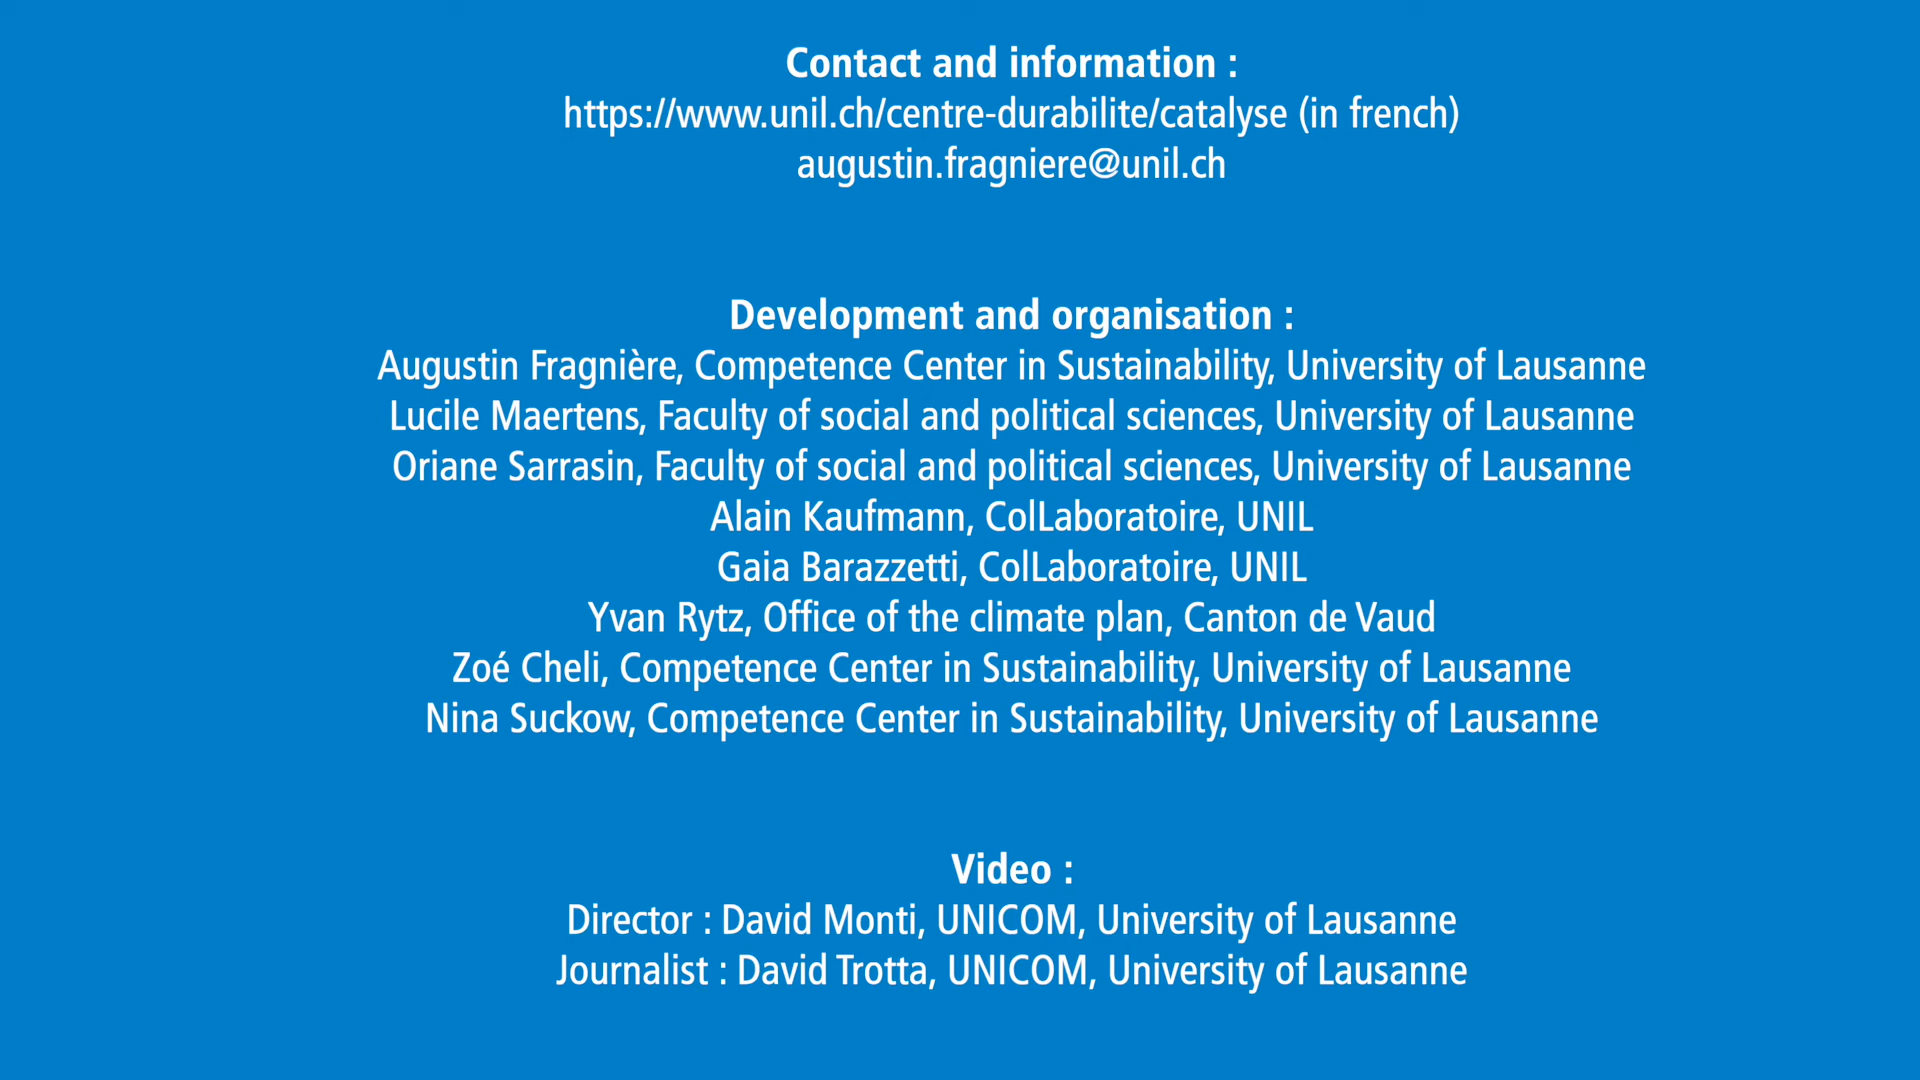 Contact and information :
https://www.unil.ch/centre-durabilite/catalyse (in french)
augustin.fragniere@unil.ch
Development and organisation :
Augustin Fragnière, Competence Center in Sustainability, University of Lausanne
Lucile Maertens, Faculty of social and political sciences, University of Lausanne
Oriane Sarrasin, Faculty of social and political sciences, University of Lausanne
Alain Kaufmann, ColLaboratoire, UNIL
Gaia Barazzetti, ColLaboratoire, UNIL
Yvan Rytz, Office of the climate plan, Canton de Vaud
Zoé Cheli, Competence Center in Sustainability, University of Lausanne
Nina Suckow, Competence Center in Sustainability, University of Lausanne
Video :
Director : David Monti, UNICOM, University of Lausanne
Journalist : David Trotta, UNICOM, University of Lausanne